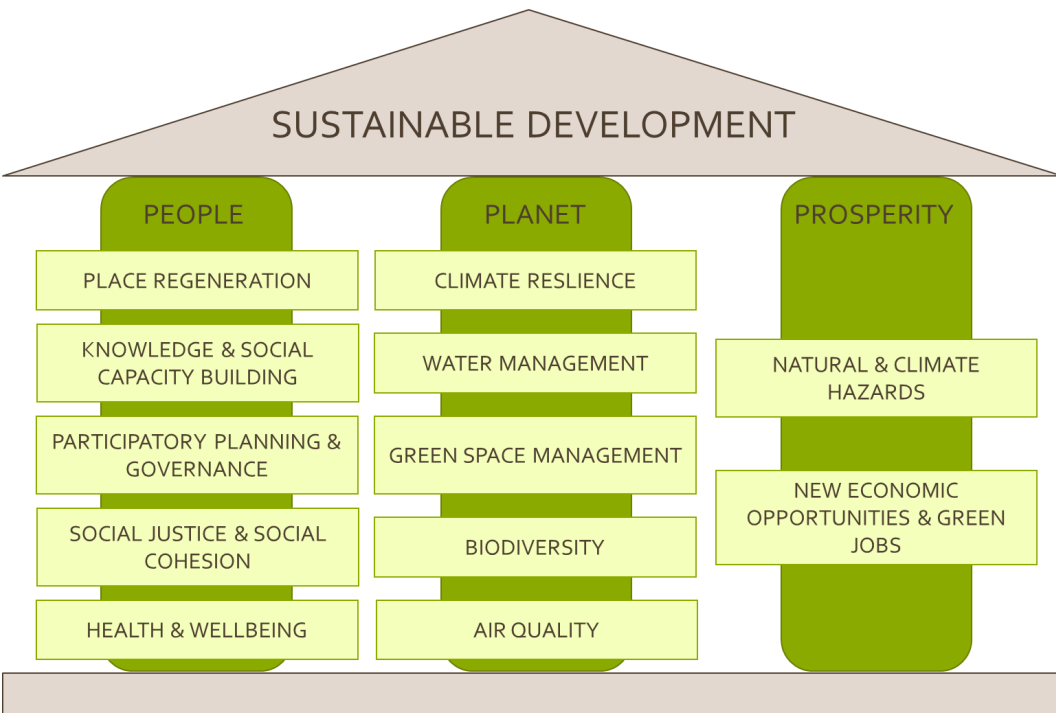 SUSTAINABLE DEVELOPMENT
PEOPLE
PLACE REGENERATION
KNOWLEDGE & SOCIAL
CAPACITY BUILDING
PARTICIPATORY PLANNING &
GOVERNANCE
SOCIAL JUSTICE & SOCIAL
COHESION
HEALTH & WELLBEING
PLANET
CLIMATE RESLIENCE
WATER MANAGEMENT
GREEN SPACE MANAGEMENT
BIODIVERSITY
AIR QUALITY
PROSPERITY
NATURAL & CLIMATE
HAZARDS
NEW ECONOMIC
OPPORTUNITIES & GREEN
JOBS